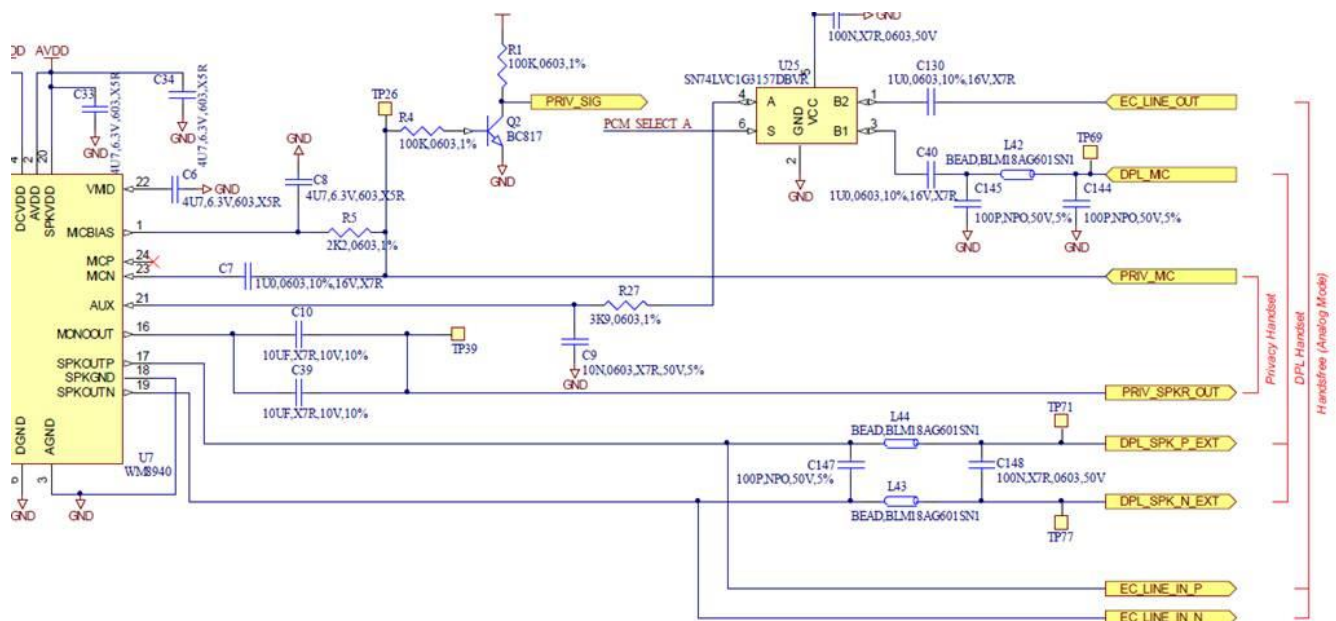 GND
100N,X7R,0603,50V
AVDD
R1
100K,0603,1%
U25
SN74LVC1G3157DBVR
C130
1U0,0603,10%,16V,X7R
C34
4U7,6.3V,603,X5R
C33
4U7,6.3V,603,X5R
TP26
PRIV_SIG
4 A
VCC
5
B2 1
EC_LINE_OUT
R4
100K,0603,1%
Q2
BC817
PCM SELECT A
6 S
GND
B1 3
GND
GND
2
GND
GND
C40
1U0,0603,10%,16V,X7R
L42
BEAD,BLM18AG601SN1
TP69
DPL_MIC
C145
100P,NPO,50V,5%
C144
100P,NPO,50V,5%
GND
GND
GND
4
2
20
DCVDD
AVDD
SPKVDD
C6
4U7,6.3V,603,X5R
GND
C8
4U7,6.3V,603,X5R
VMID 22
MICBIAS 1
R5
2K2,0603,1%
MICP 24
MICN 23
C7
1U0,0603,10%,16V,X7R
PRIV_MIC
AUX 21
R27
3K9,0603,1%
MONOOUT 16
C10
10UF,X7R,10V,10%
TP39
C9
10N,0603,X7R,50V,5%
GND
SPKOUTP 17
SPKGND 18
SPKOUTN 19
C39
10UF,X7R,10V,10%
PRIV_SPKR_OUT
Privacy Handset
DPL Handset
Handsfree (Analog Mode)
L44
BEAD,BLM18AG601SN1
TP71
DPL_SPK_P_EXT
DGND
AGND
U7
WM8940
3
C147
100P,NPO,50V,5%
C148
100N,X7R,0603,50V
L43
BEAD,BLM18AG601SN1
DPL_SPK_N_EXT
GND
GND
TP77
EC_LINE_IN_P
EC_LINE_IN_N